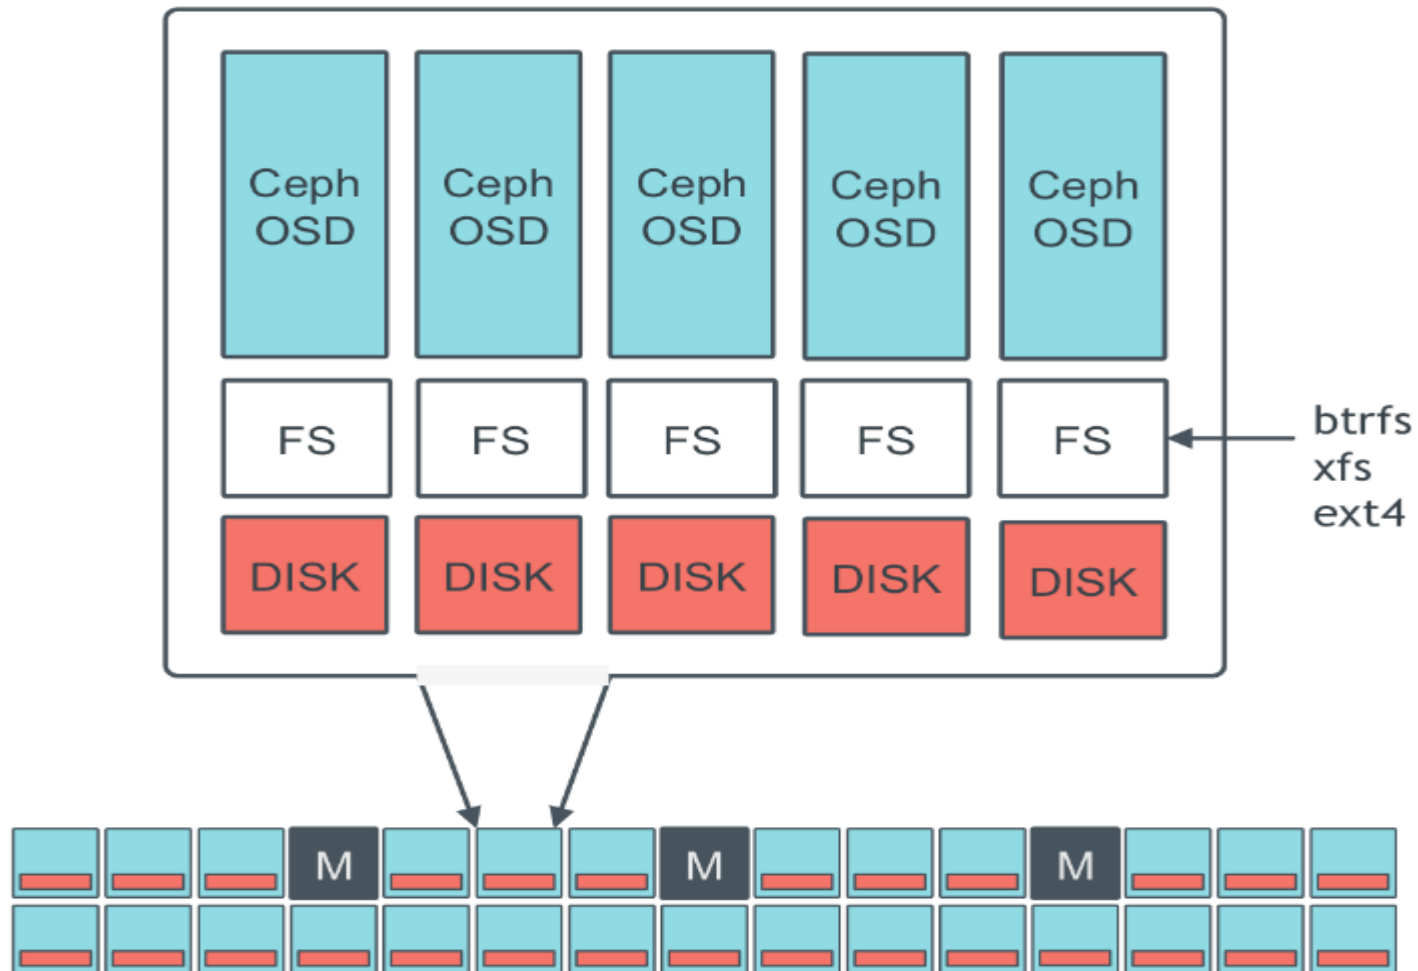 Ceph
OSD
Ceph
OSD
Ceph
OSD
Ceph
OSD
Ceph
OSD
FS
FS
FS
FS
FS
btrfs
xfs
ext4
DISK
DISK
DISK
DISK
DISK
M
M
M